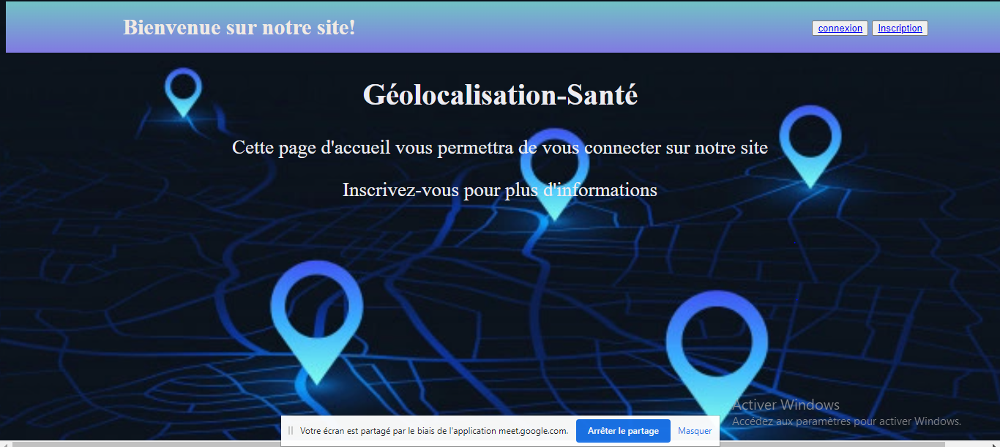 Bienvenue sur notre site!
connexion
Inscription
Géolocalisation-Santé
Cette page d'accueil vous permettra de vous connecter sur notre site
Inscrivez-vous pour plus d'informations
Activer Windows
Accédez aux paramètres pour activer Windows.
Votre écran est partagé par le biais de l'application meet.google.com.
Arrêter le partage
Masquer